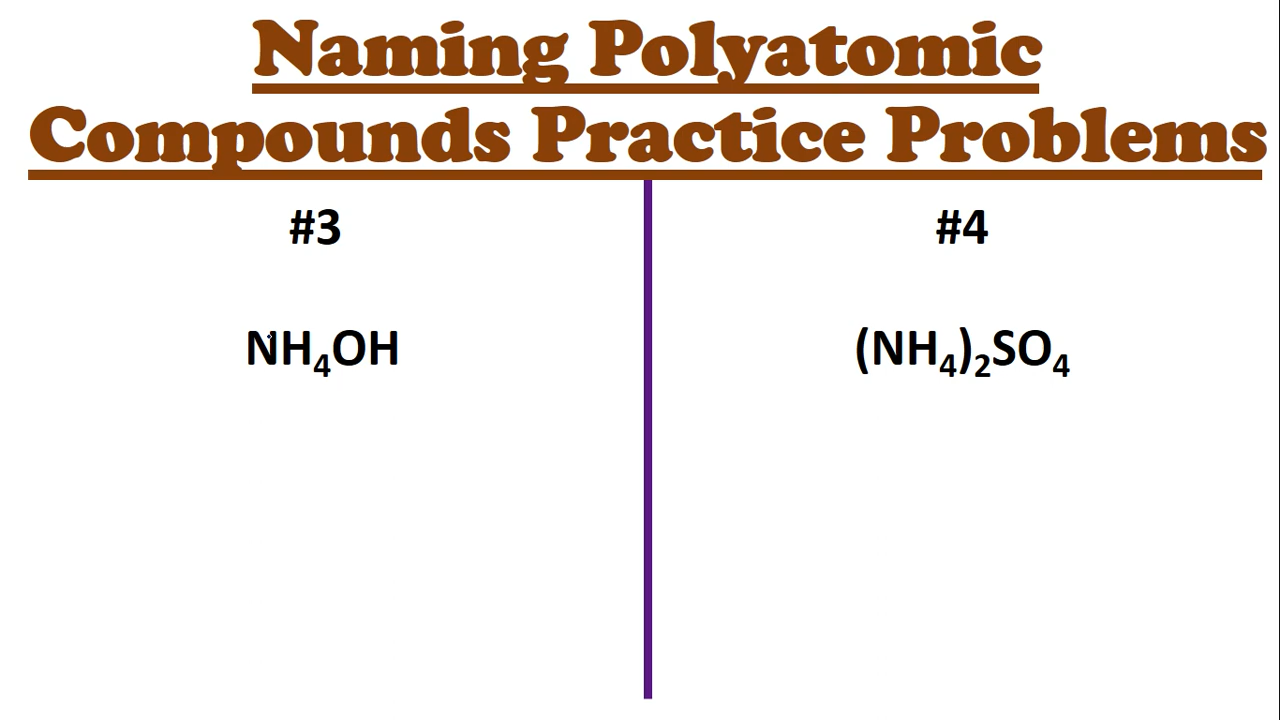 Naming Polyatomic
Compounds Practice Problems
#3
NH₄OH
#4
(NH₄)₂SO₄